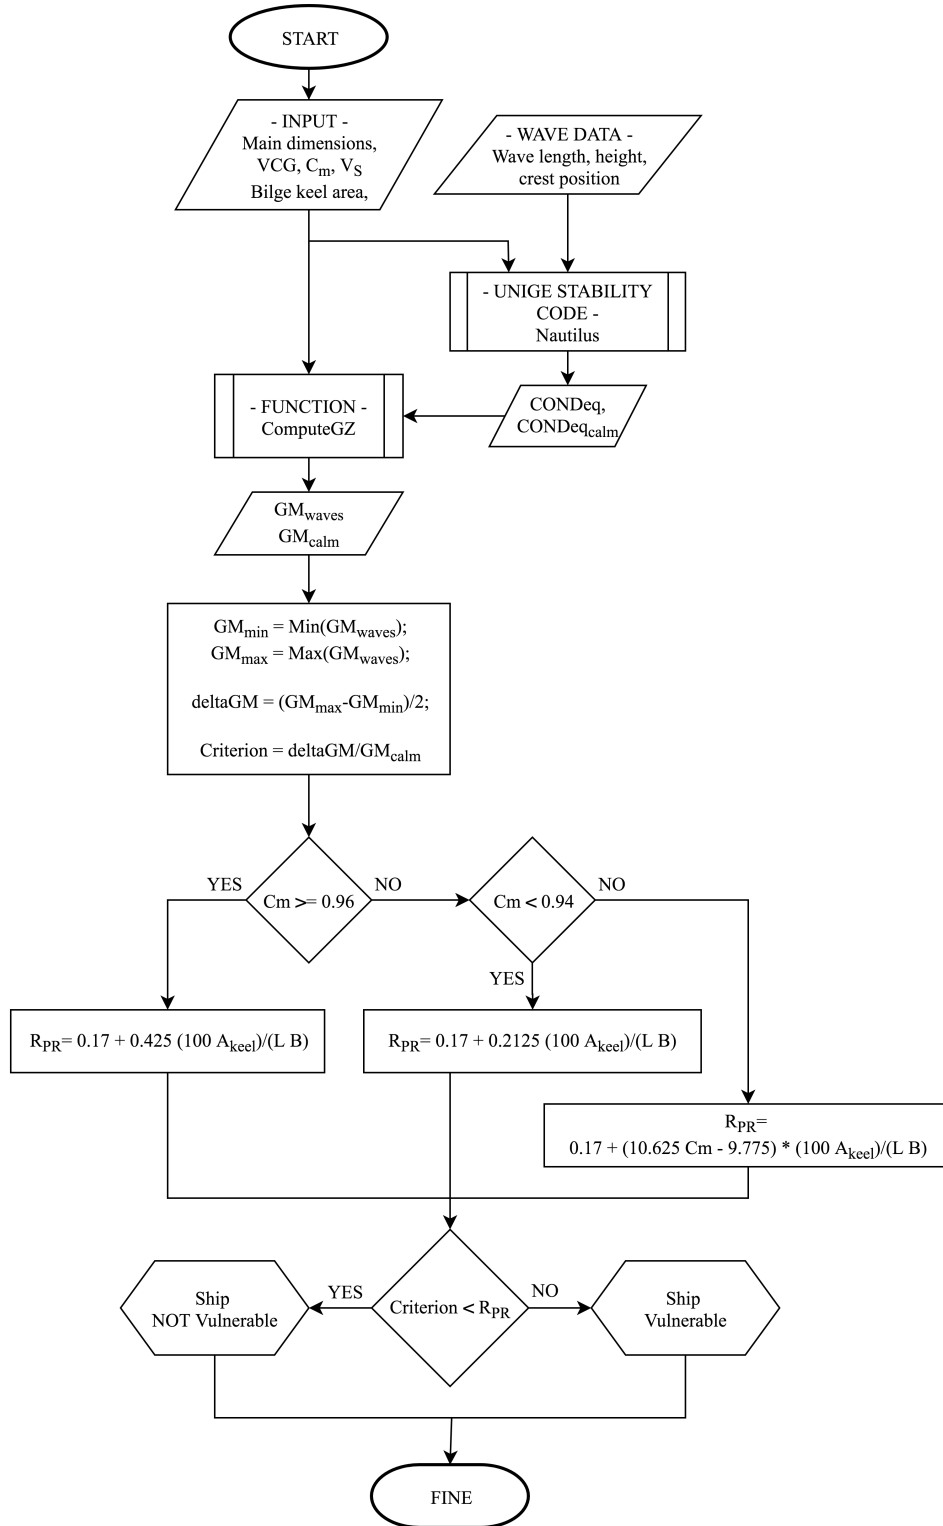 START
- INPUT -
Main dimensions,
VCG, Cm, VS
Bilge keel area,
- WAVE DATA -
Wave length, height,
crest position
- UNIGE STABILITY
CODE -
Nautilus
- FUNCTION -
ComputeGZ
CONDeq,
CONDeqcalm
GMwaves
GMcalm
GMmin = Min(GMwaves);
GMmax = Max(GMwaves);
deltaGM = (GMmax-GMmin)/2;
Criterion = deltaGM/GMcalm
YES
Cm >= 0.96
NO
Cm < 0.94
NO
YES
RPR= 0.17 + 0.425 (100 Akeel)/(L B)
RPR= 0.17 + 0.2125 (100 Akeel)/(L B)
RPR=
0.17 + (10.625 Cm - 9.775) * (100 Akeel)/(L B)
Ship
NOT Vulnerable
YES
Criterion < RPR
NO
Ship
Vulnerable
FINE